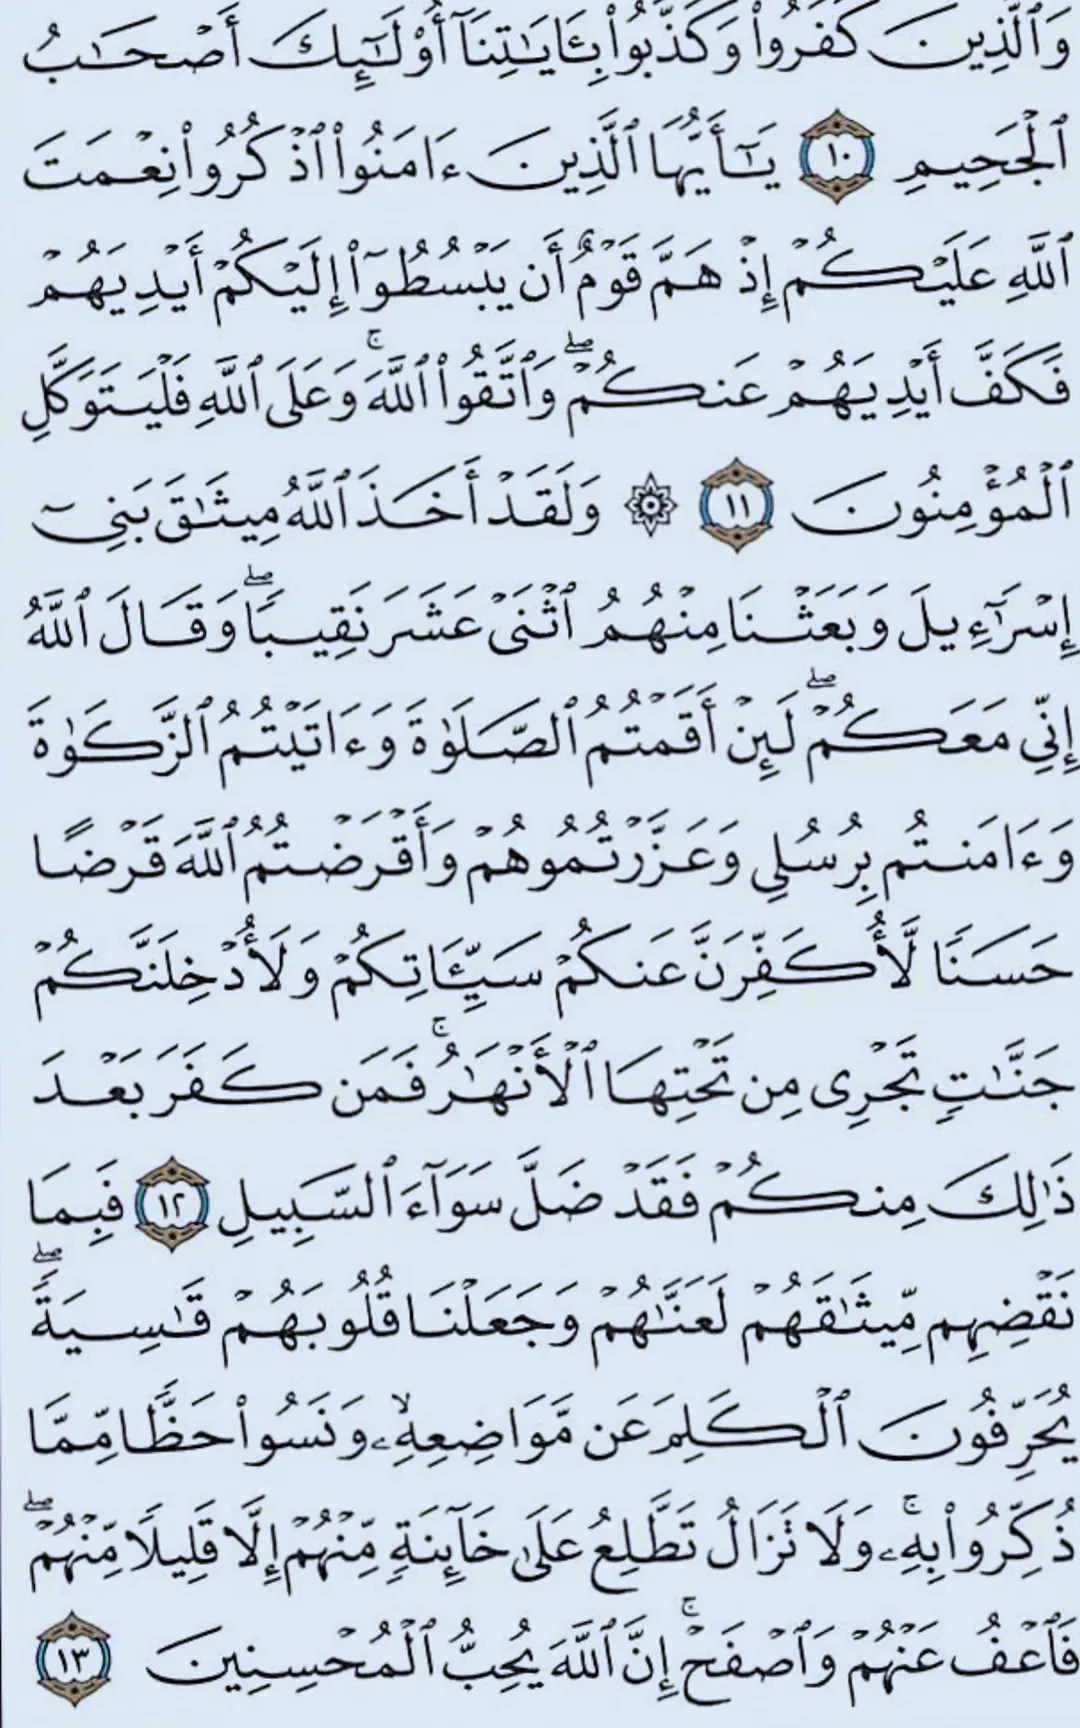 وَٱلَّذِينَ كَفَرُوا۟ وَكَذَّبُوا۟ بِـَٔايَـٰتِنَآ أُو۟لَـٰٓئِكَ أَصْحَـٰبُ
ٱلْجَحِيمِ ١٠ يَـٰٓأَيُّهَا ٱلَّذِينَ ءَامَنُوا۟ ٱذْكُرُوا۟ نِعْمَتَ
ٱللَّهِ عَلَيْكُمْ إِذْ هَمَّ قَوْمٌ أَن يَبْسُطُوٓا۟ إِلَيْكُمْ أَيْدِيَهُمْ
فَكَفَّ أَيْدِيَهُمْ عَنكُمْ ۖ وَٱتَّقُوا۟ ٱللَّهَ ۚ وَعَلَى ٱللَّهِ فَلْيَتَوَكَّلِ
ٱلْمُؤْمِنُونَ ١١ ۞ وَلَقَدْ أَخَذَ ٱللَّهُ مِيثَـٰقَ بَنِىٓ
إِسْرَٰٓءِيلَ وَبَعَثْنَا مِنْهُمُ ٱثْنَىْ عَشَرَ نَقِيبًا ۖ وَقَالَ ٱللَّهُ
إِنِّى مَعَكُمْ ۖ لَئِنْ أَقَمْتُمُ ٱلصَّلَوٰةَ وَءَاتَيْتُمُ ٱلزَّكَوٰةَ
وَءَامَنتُم بِرُسُلِى وَعَزَّرْتُمُوهُمْ وَأَقْرَضْتُمُ ٱللَّهَ قَرْضًا
حَسَنًا لَّأُكَفِّرَنَّ عَنكُمْ سَيِّـَٔاتِكُمْ وَلَأُدْخِلَنَّكُمْ
جَنَّـٰتٍ تَجْرِى مِن تَحْتِهَا ٱلْأَنْهَـٰرُ ۚ فَمَن كَفَرَ بَعْدَ
ذَٰلِكَ مِنكُمْ فَقَدْ ضَلَّ سَوَآءَ ٱلسَّبِيلِ ١٢ فَبِمَا
نَقْضِهِم مِّيثَـٰقَهُمْ لَعَنَّـٰهُمْ وَجَعَلْنَا قُلُوبَهُمْ قَـٰسِيَةً ۖ
يُحَرِّفُونَ ٱلْكَلِمَ عَن مَّوَاضِعِهِۦ ۙ وَنَسُوا۟ حَظًّا مِّمَّا
ذُكِّرُوا۟ بِهِۦ ۚ وَلَا تَزَالُ تَطَّلِعُ عَلَىٰ خَآئِنَةٍ مِّنْهُمْ إِلَّا قَلِيلًا مِّنْهُمْ ۖ
فَٱعْفُ عَنْهُمْ وَٱصْفَحْ ۚ إِنَّ ٱللَّهَ يُحِبُّ ٱلْمُحْسِنِينَ ١٣